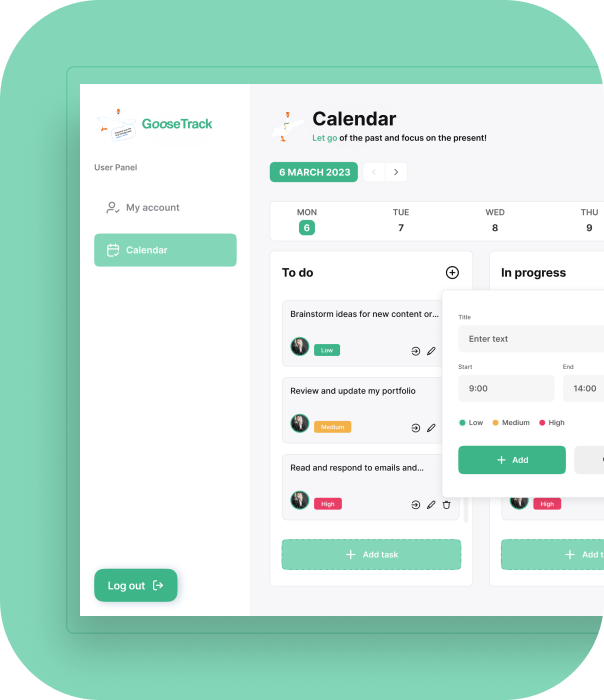 GooseTrack
User Panel
My account
Calendar
Log out
Calendar
Let go of the past and focus on the present!
6 MARCH 2023
MON TUE WED THU
6 7 8 9
To do
Brainstorm ideas for new content or...
Low
Review and update my portfolio
Medium
Read and respond to emails and...
High
Add task
In progress
Title
Enter text
Start End
9:00 14:00
Low Medium High
Add
High
Add t